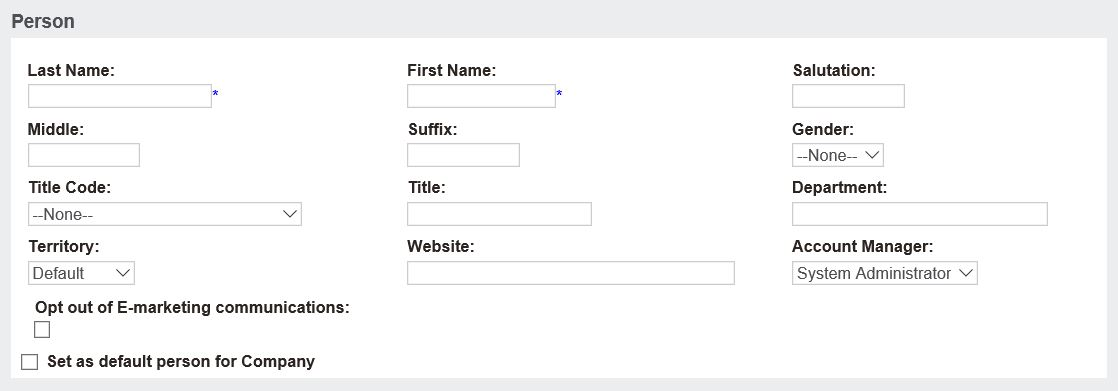 Person
Last Name: First Name: Salutation:
* *
Middle: Suffix: Gender:
--None--
Title Code: Title: Department:
--None--
Territory: Website: Account Manager:
Default System Administrator
Opt out of E-marketing communications:
Set as default person for Company